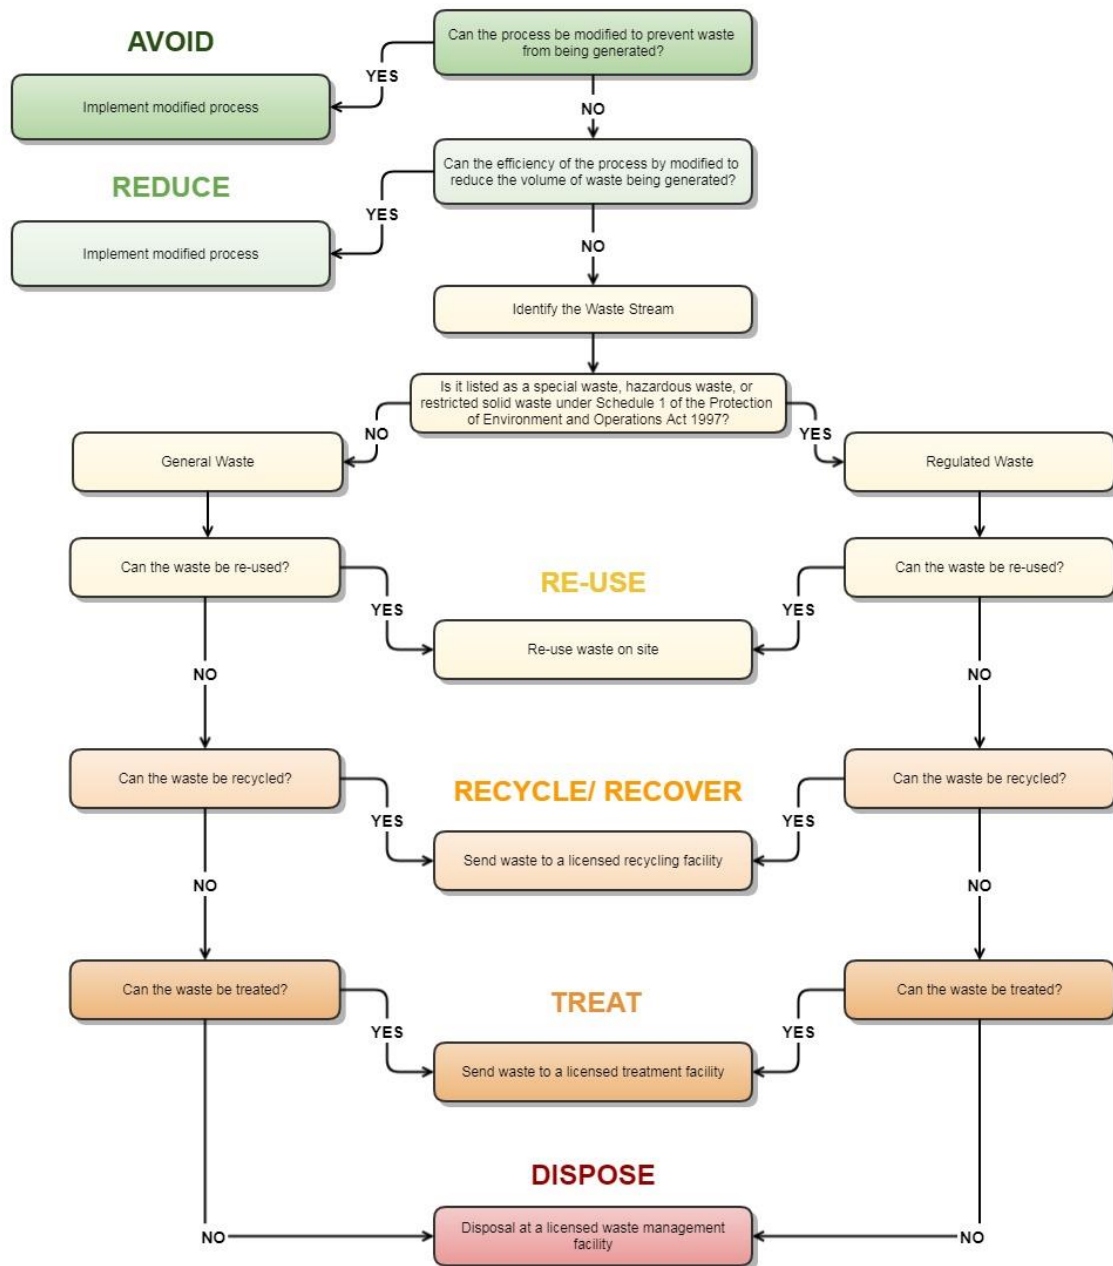 AVOID
Can the process be modified to prevent waste
from being generated?
YES
Implement modified process
NO
Can the efficiency of the process by modified to
reduce the volume of waste being generated?
REDUCE
YES
Implement modified process
NO
Identify the Waste Stream
Is it listed as a special waste, hazardous waste, or
restricted solid waste under Schedule 1 of the Protection
of Environment and Operations Act 1997?
NO
YES
General Waste
Regulated Waste
Can the waste be re-used?
RE-USE
Can the waste be re-used?
YES
YES
Re-use waste on site
NO
NO
Can the waste be recycled?
RECYCLE/ RECOVER
Can the waste be recycled?
YES
YES
Send waste to a licensed recycling facility
NO
NO
Can the waste be treated?
TREAT
Can the waste be treated?
YES
YES
Send waste to a licensed treatment facility
DISPOSE
NO
Disposal at a licensed waste management
facility
NO